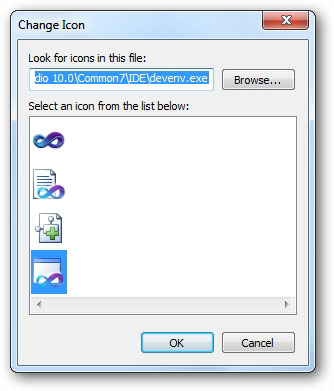 Change Icon
Look for icons in this file:
dio 10.0\Common7\IDE\devenv.exe
Browse...
Select an icon from the list below:
OK
Cancel